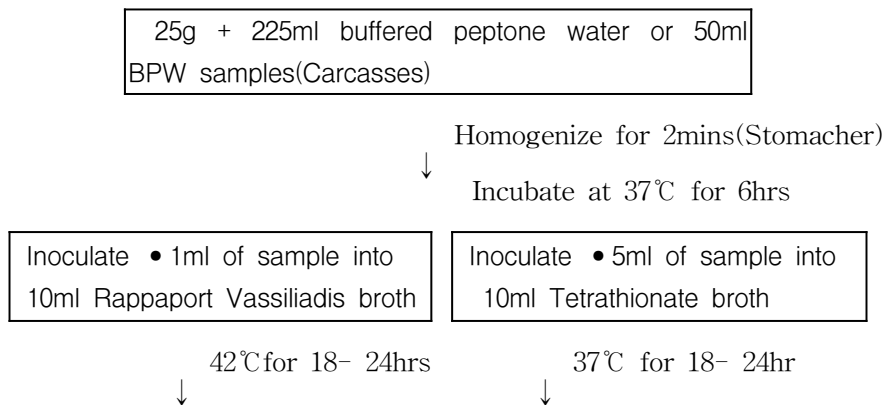 25g + 225ml buffered peptone water or 50ml
BPW samples(Carcasses)
Homogenize for 2mins(Stomacher)
↓
Incubate at 37℃ for 6hrs
Inoculate •1ml of sample into
10ml Rappaport Vassiliadis broth
Inoculate •5ml of sample into
10ml Tetrathionate broth
42℃for 18- 24hrs
37℃ for 18- 24hr
↓ ↓